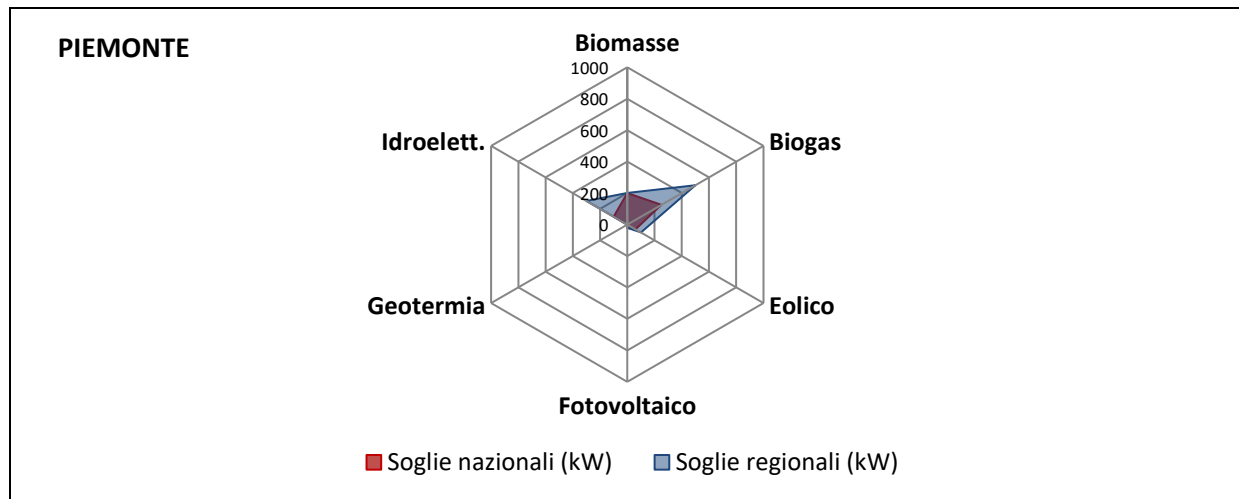 PIEMONTE
Biomasse
1000
800
600
400
200
0
Idroelett.
Biogas
Geotermia
Eolico
Fotovoltaico
Soglie nazionali (kW) Soglie regionali (kW)